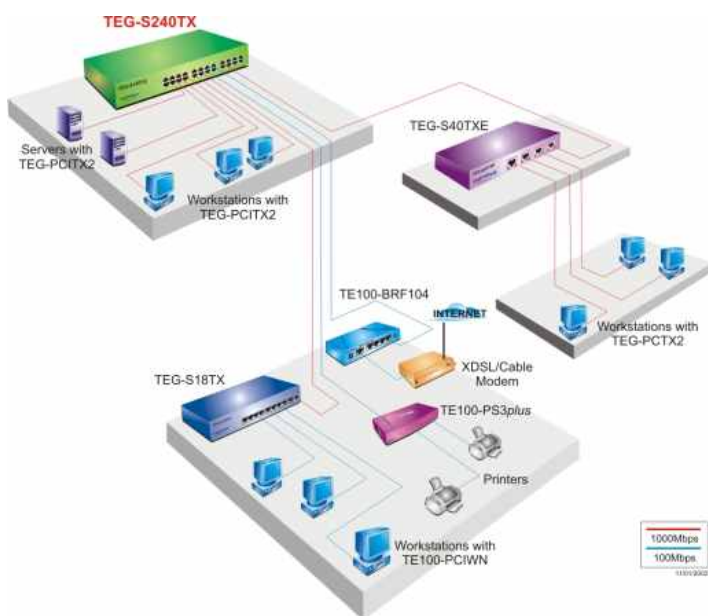 TEG-S240TX
TEG-S40TXE
Servers with
TEG-PCITX2
Workstations with
TEG-PCITX2
TE100-BRF104
INTERNET
Workstations with
TEG-PCTX2
XDSL/Cable
Modem
TEG-S18TX
TE100-PS3plus
Printers
Workstations with
TE100-PCIWN
1000Mbps
100Mbps